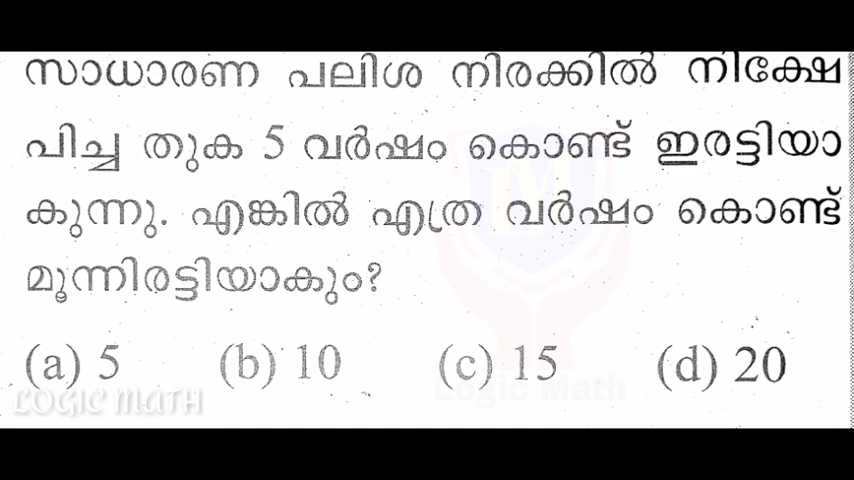 സാധാരണ പലിശ നിരക്കിൽ നിക്ഷേ
പിച്ച തുക 5 വർഷം കൊണ്ട് ഇരട്ടിയാ
കുന്നു. എങ്കിൽ എത്ര വർഷം കൊണ്ട്
മൂന്നിരട്ടിയാകും?
(a) 5 (b) 10 (c) 15 (d) 20
LOGIC MATH
Logic Math